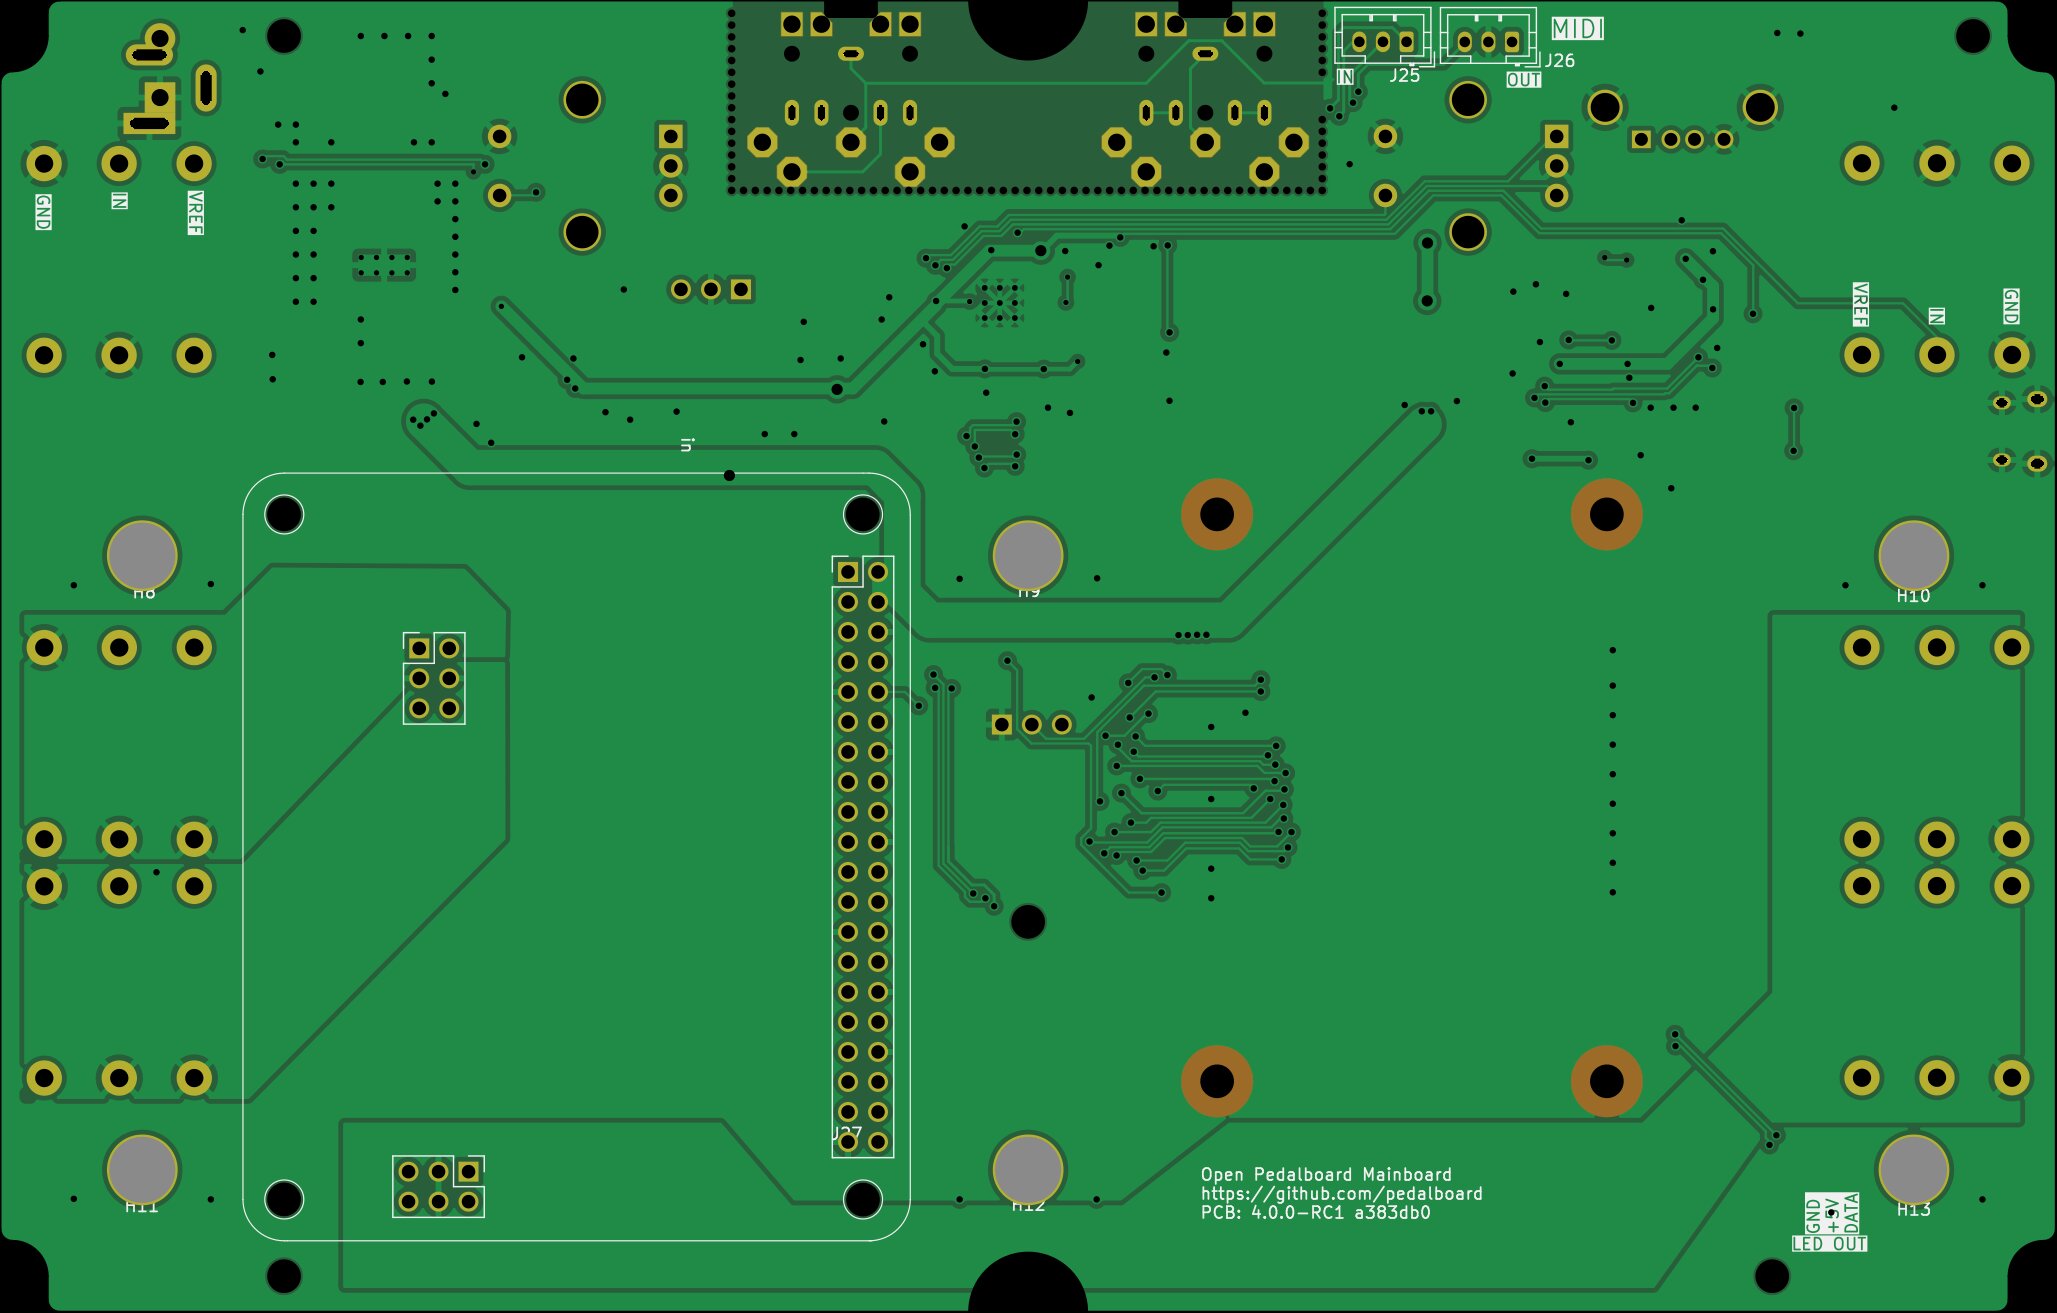 MIDI
IN
J25
OUT
J26
GND
IN
VREF
VREF
IN
GND
H8
H9
H10
J27
H11
H12
H13
Open Pedalboard Mainboard
https://github.com/pedalboard
PCB: 4.0.0-RC1 a383db0
GND
+5V
DATA
LED OUT